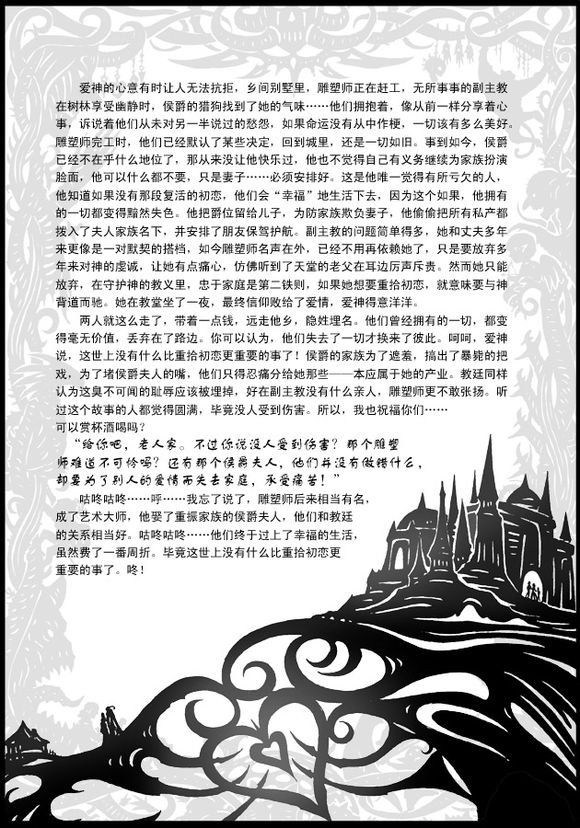 爱神的心意有时让人无法抗拒，乡间别墅里，雕塑师正在赶工，无所事事的副主教
在树林享受幽静时，侯爵的猎狗找到了她的气味……他们拥抱着，像从前一样分享着心
事，诉说着他们从未对另一半说过的愁怨，如果命运没有从中作梗，一切该有多么美好。
雕塑师完工时，他们已经默认了某些决定，回到城里，还是一切如旧。事到如今，侯爵
已经不在乎什么地位了，那从来没让他快乐过，他也不觉得自己有义务继续为家族扮演
脸面，他可以什么都不要，只是妻子……必须安排好。这是他唯一觉得有所亏欠的人，
他知道如果没有那段复活的初恋，他们会“幸福”地生活下去，因为这个如果，他拥有
的一切都变得黯然失色。他把爵位留给儿子，为防家族欺负妻子，他偷偷把所有私产都
拨入了夫人家族名下，并安排了朋友保驾护航。副主教的问题简单得多，她和丈夫多年
来更像是一对默契的搭档，如今雕塑师名声在外，已经不用再依赖她了，只是要放弃多
年来对神的虔诚，让她有点痛心，仿佛听到了天堂的老父在耳边厉声斥责。然而她只能
放弃，在守护神的教义里，忠于家庭是第二铁则，如果她想要重拾初恋，就意味要与神
背道而驰。她在教堂坐了一夜，最终信仰败给了爱情，爱神得意洋洋。
两人就这么走了，带着一点钱，远走他乡，隐姓埋名。他们曾经拥有的一切，都变
得毫无价值，丢弃在了路边。你可以认为，他们失去了一切才换来了彼此。呵呵，爱神
说，这世上没有什么比重拾初恋更重要的事了！侯爵的家族为了遮羞，搞出了暴毙的把
戏，为了堵侯爵夫人的嘴，他们只得忍痛分给她那些——本应属于她的产业。教廷同样
认为这臭不可闻的耻辱应该被埋掉，好在副主教没有什么亲人，雕塑师更不敢张扬。听
过这个故事的人都觉得圆满，毕竟没人受到伤害。所以，我也祝福你们……
可以赏杯酒喝吗？
“给你吧，老人家。不过你说没人受到伤害？那个雕塑
师难道不可怜吗？还有那个侯爵夫人，他们并没有做错什么，
却要为了别人的爱情而失去家庭，承受痛苦！”
咕咚咕咚……呼……我忘了说了，雕塑师后来相当有名，
成了艺术大师，他娶了重振家族的侯爵夫人，他们和教廷
的关系相当好。咕咚咕咚……他们终于过上了幸福的生活，
虽然费了一番周折。毕竟这世上没有什么比重拾初恋更
重要的事了。咚！